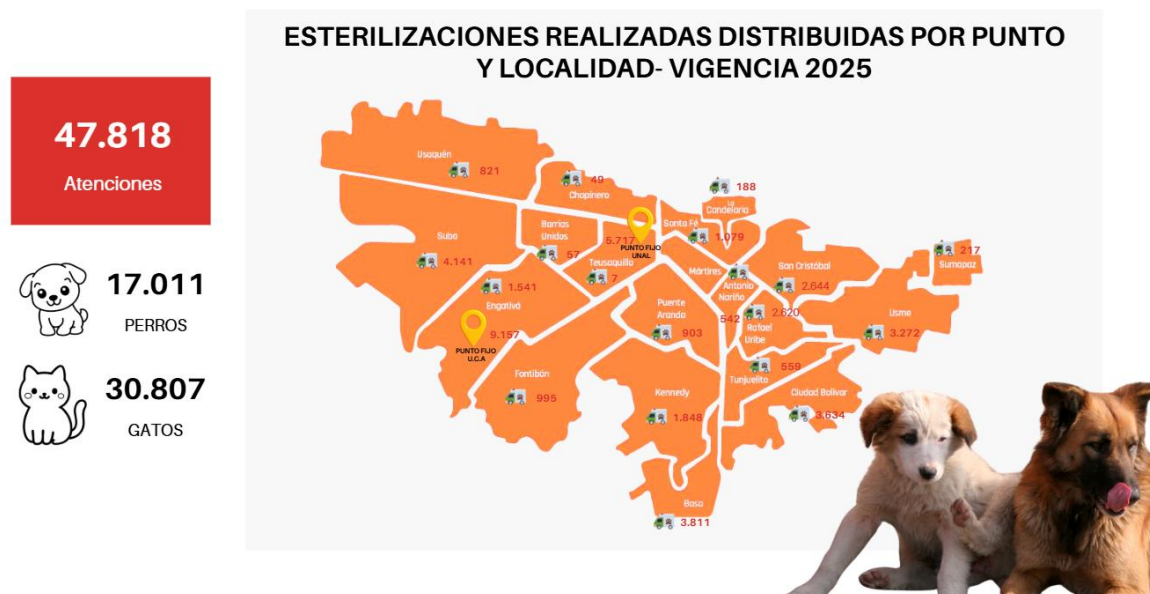 ESTERILIZACIONES REALIZADAS DISTRIBUIDAS POR PUNTO
Y LOCALIDAD- VIGENCIA 2025
47.818
Atenciones
17.011
PERROS
30.807
GATOS
Usaquén
821
49
Chapinero
188
La
Candelaria
Santa Fé
1.079
Suba
4.141
Barrios
Unidos
57
5.717
PUNTO FIJO
UNAL
Teusaquillo
7
1.541
Engativá
9.157
PUNTO FIJO
U.C.A
Mártires
Antonio
Nariño
542
San Cristóbal
2.644
217
Sumapaz
Puente
Aranda
903
2.620
Rafael
Uribe
Usme
3.272
Fontibón
995
Kennedy
1.848
559
Tunjuelito
Ciudad Bolívar
3.634
Bosa
3.811